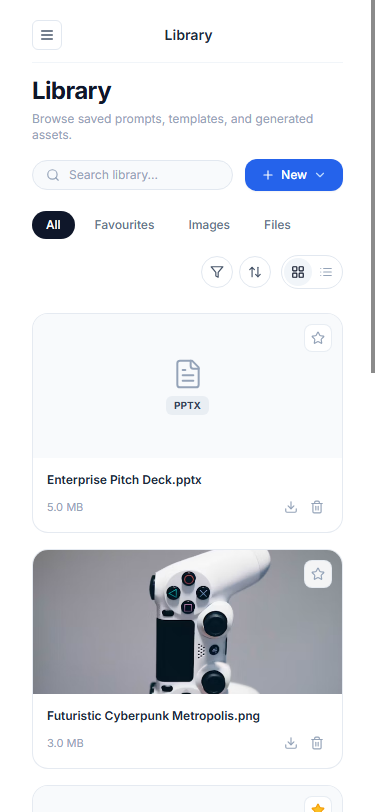 Library
Library
Browse saved prompts, templates, and generated
assets.
Search library...
New
All
Favourites
Images
Files
PPTX
Enterprise Pitch Deck.pptx
5.0 MB
Futuristic Cyberpunk Metropolis.png
3.0 MB